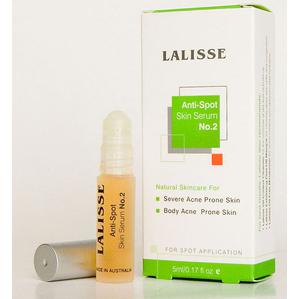 LALISSE
Anti-Spot
Skin Serum
No.2
Natural Skincare For
Severe Acne Prone Skin
Body Acne Prone Skin
FOR SPOT APPLICATION
5ml/0.17 fl oz e
LALISSE
Anti-Spot
Skin Serum No.2
IN AUSTRALIA